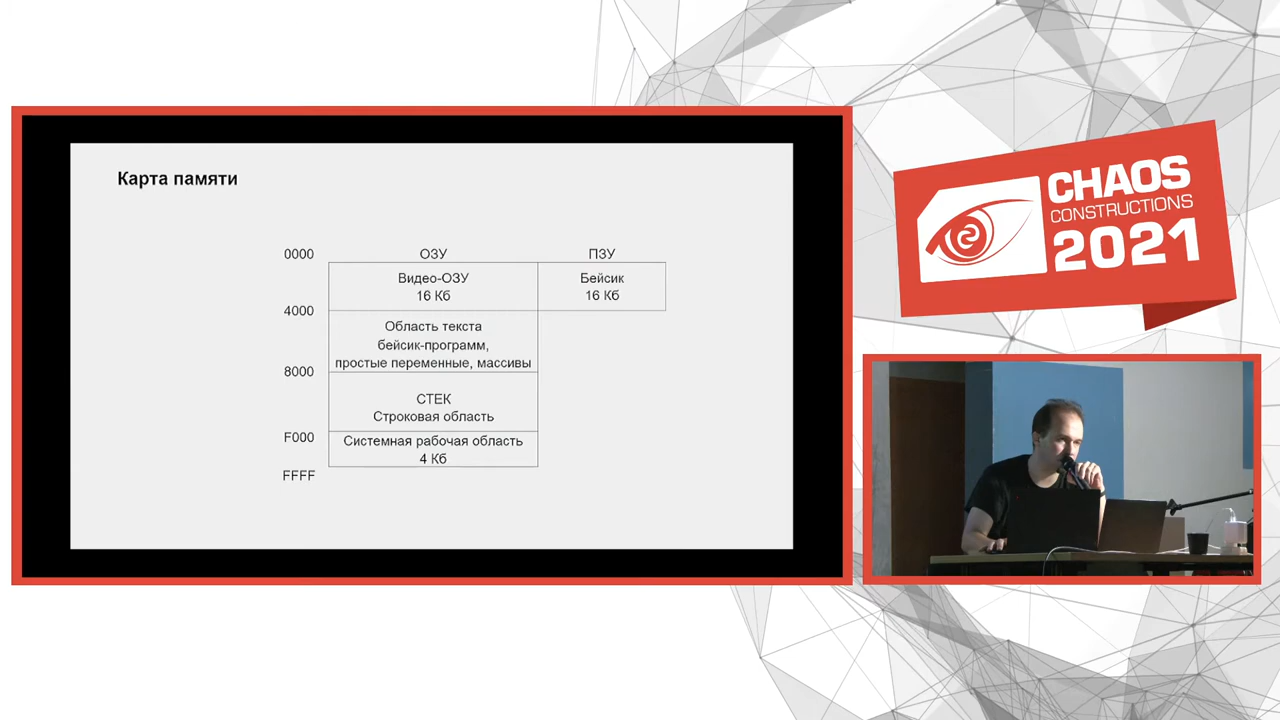 Карта памяти
0000 ОЗУ ПЗУ
Видео-ОЗУ
16 Кб
Бейсик
16 Кб
4000
Область текста
бейсик-программ,
простые переменные, массивы
8000
СТЕК
Строковая область
F000
Системная рабочая область
4 Кб
FFFF
CHAOS
CONSTRUCTIONS
2021